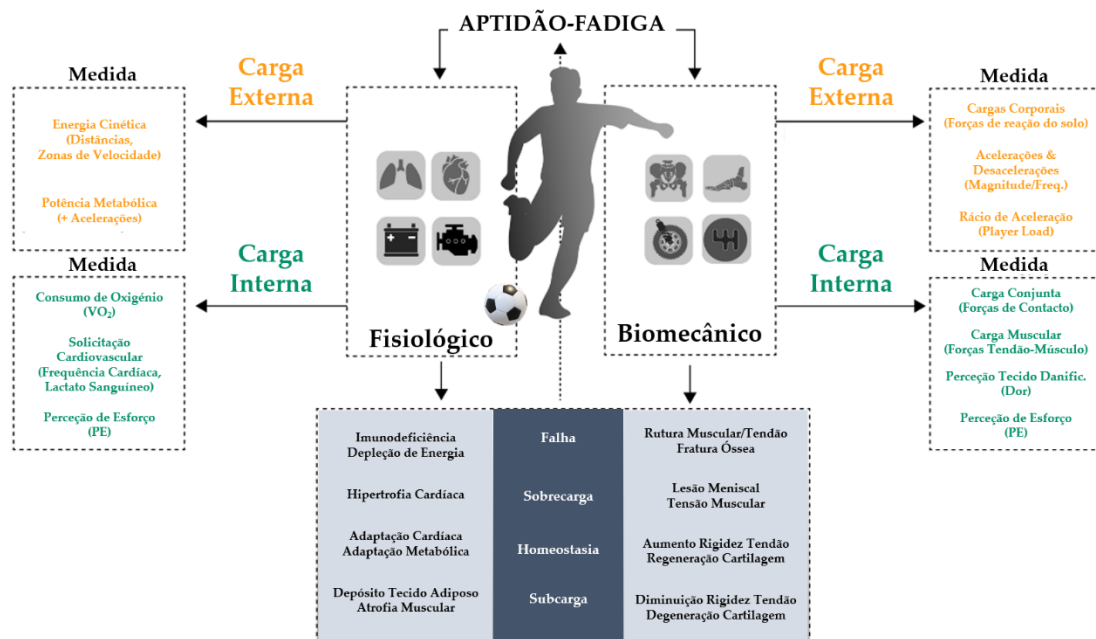 APTIDÃO-FADIGA
Medida
Energia Cinética
(Distâncias,
Zonas de Velocidade)
Potência Metabólica
(+ Acelerações)
Carga
Externa
Medida
Consumo de Oxigénio
(VO₂)
Solicitação
Cardiovascular
(Frequência Cardíaca,
Lactato Sanguíneo)
Perceção de Esforço
(PE)
Carga
Interna
Fisiológico
Biomecânico
Carga
Externa
Medida
Cargas Corporais
(Forças de reação do solo)
Acelerações &
Desacelerações
(Magnitude/Freq.)
Rácio de Aceleração
(Player Load)
Carga
Interna
Medida
Carga Conjunta
(Forças de Contacto)
Carga Muscular
(Forças Tendão-Músculo)
Perceção Tecido Danific.
(Dor)
Perceção de Esforço
(PE)
Imunodeficiência
Depleção de Energia
Falha
Rutura Muscular/Tendão
Fratura Óssea
Hipertrofia Cardíaca
Sobrecarga
Lesão Meniscal
Tensão Muscular
Adaptação Cardíaca
Adaptação Metabólica
Homeostasia
Aumento Rigidez Tendão
Regeneração Cartilagem
Depósito Tecido Adiposo
Atrofia Muscular
Subcarga
Diminuição Rigidez Tendão
Degeneração Cartilagem